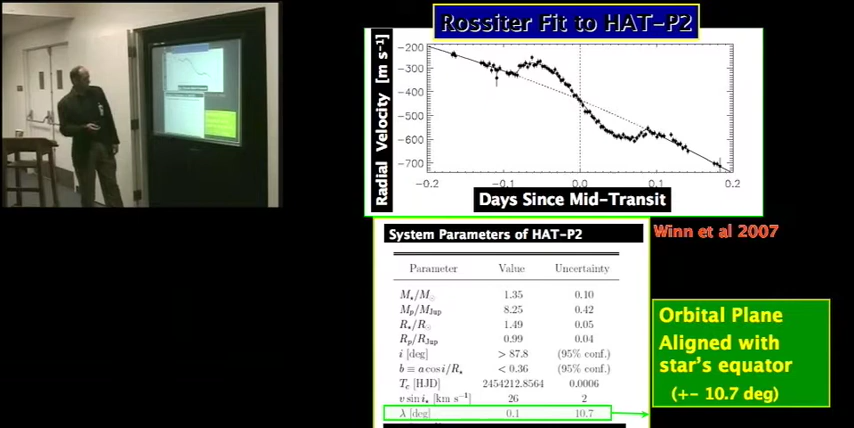 Rossiter Fit to HAT-P2
Radial Velocity [m s⁻¹]
-200
-300
-400
-500
-600
-700
-0.2 -0.1 0.0 0.1 0.2
Days Since Mid-Transit
System Parameters of HAT-P2
Winn et al 2007
Parameter Value Uncertainty
M⋆/M☉ 1.35 0.10
Mp/MJup 8.25 0.42
R⋆/R☉ 1.49 0.05
Rp/RJup 0.99 0.04
i [deg] > 87.8 (95% conf.)
b ≡ a cos i/R⋆ < 0.36 (95% conf.)
Tc [HJD] 2454212.8564 0.0006
v sin i⋆ [km s⁻¹] 26 2
λ [deg] 0.1 10.7
Orbital Plane
Aligned with
star's equator
(+- 10.7 deg)